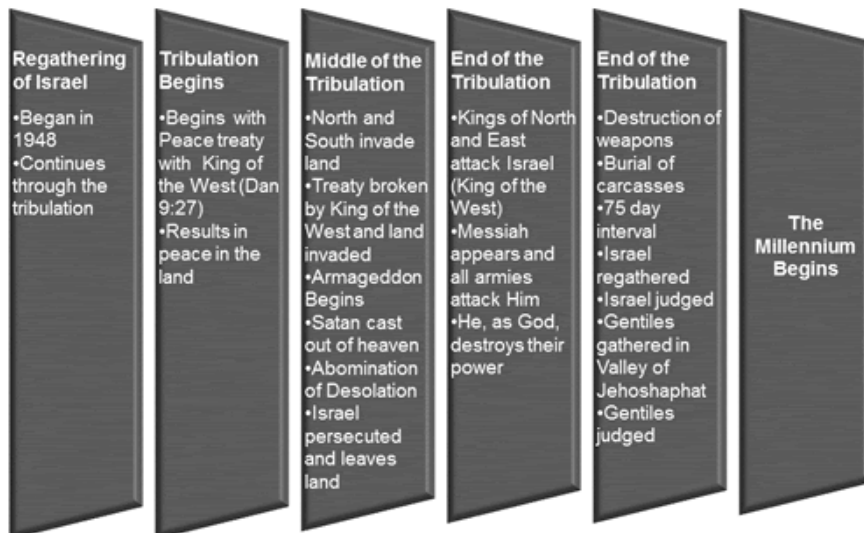 Regathering
of Israel
•Began in
1948
•Continues
through the
tribulation
Tribulation
Begins
•Begins with
Peace treaty
with King of
the West (Dan
9:27)
•Results in
peace in the
land
Middle of the
Tribulation
•North and
South invade
land
•Treaty broken
by King of the
West and land
invaded
•Armageddon
Begins
•Satan cast
out of heaven
•Abomination
of Desolation
•Israel
persecuted
and leaves
land
End of the
Tribulation
•Kings of North
and East
attack Israel
(King of the
West)
•Messiah
appears and
all armies
attack Him
•He, as God,
destroys their
power
End of the
Tribulation
•Destruction of
weapons
•Burial of
carcasses
•75 day
interval
•Israel
regathered
•Israel judged
•Gentiles
gathered in
Valley of
Jehoshaphat
•Gentiles
judged
The
Millennium
Begins